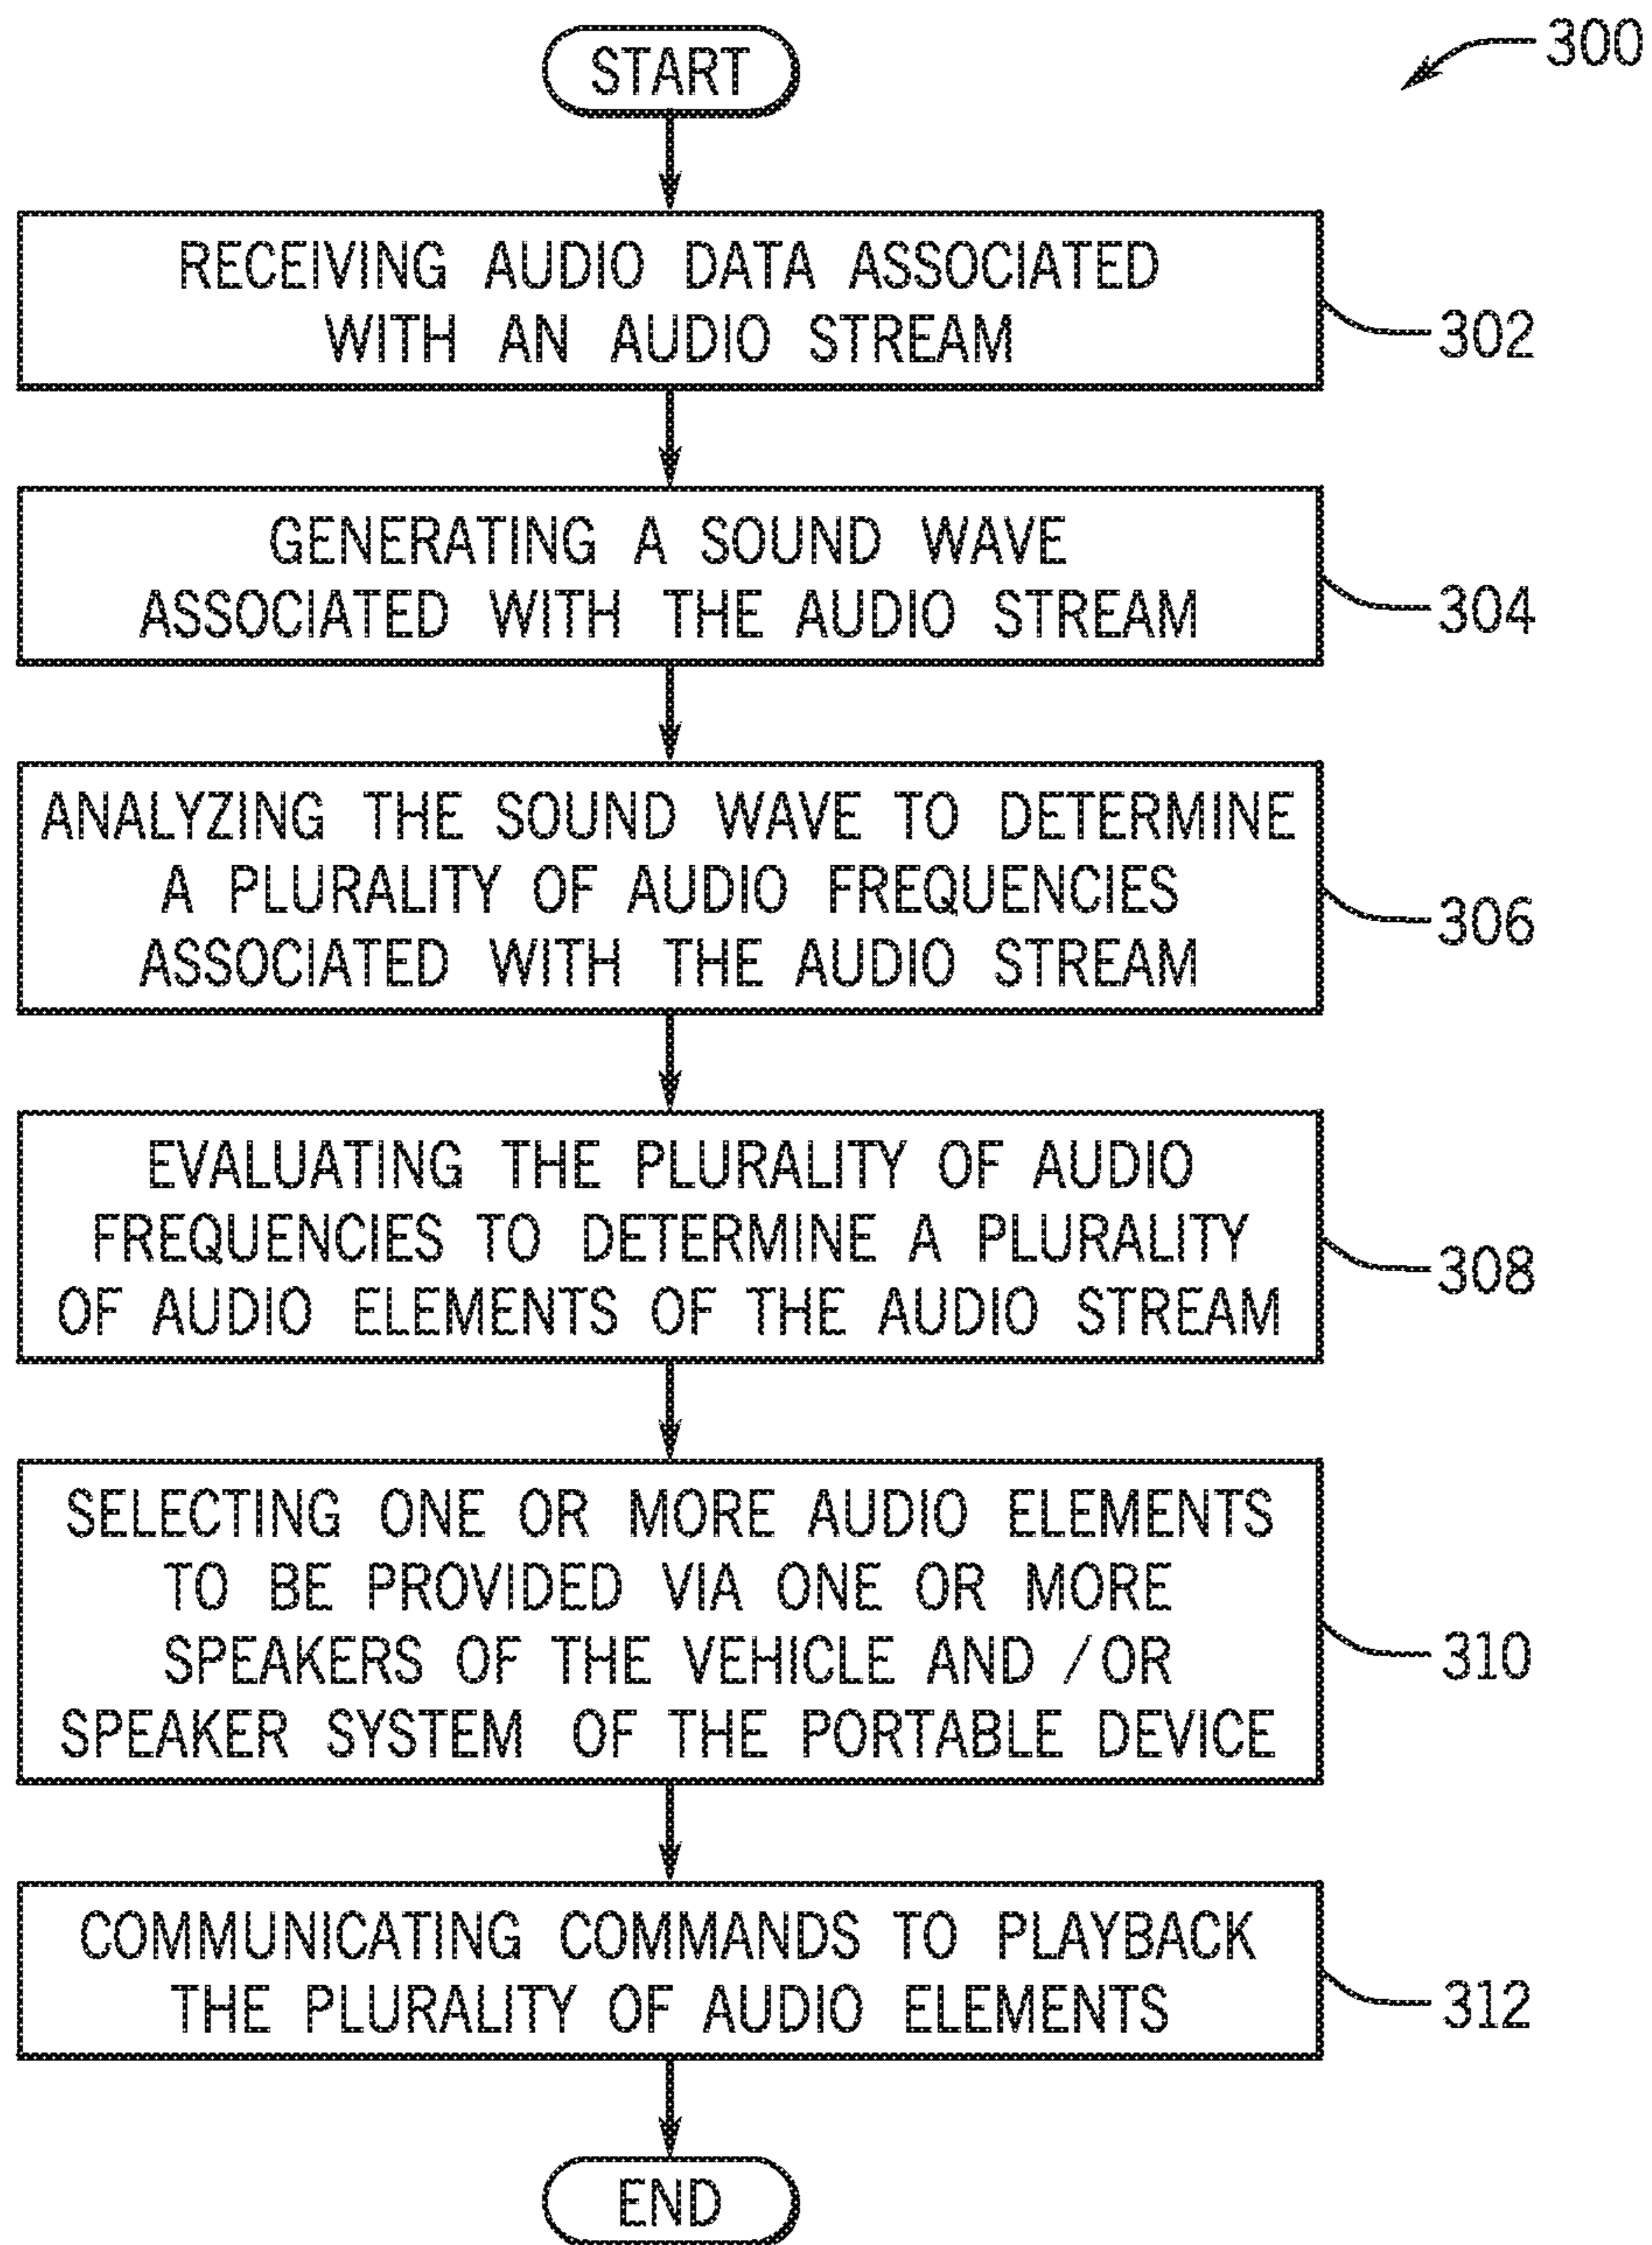 300
START
RECEIVING AUDIO DATA ASSOCIATED
WITH AN AUDIO STREAM
302
GENERATING A SOUND WAVE
ASSOCIATED WITH THE AUDIO STREAM
304
ANALYZING THE SOUND WAVE TO DETERMINE
A PLURALITY OF AUDIO FREQUENCIES
ASSOCIATED WITH THE AUDIO STREAM
306
EVALUATING THE PLURALITY OF AUDIO
FREQUENCIES TO DETERMINE A PLURALITY
OF AUDIO ELEMENTS OF THE AUDIO STREAM
308
SELECTING ONE OR MORE AUDIO ELEMENTS
TO BE PROVIDED VIA ONE OR MORE
SPEAKERS OF THE VEHICLE AND /OR
SPEAKER SYSTEM OF THE PORTABLE DEVICE
310
COMMUNICATING COMMANDS TO PLAYBACK
THE PLURALITY OF AUDIO ELEMENTS
312
END